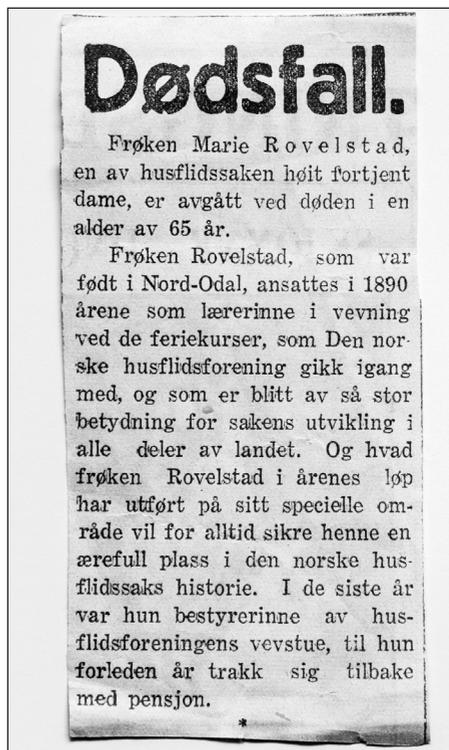 Dødsfall.
Frøken Marie Rovelstad,
en av husflidssaken høit fortjent
dame, er avgått ved døden i en
alder av 65 år.
Frøken Rovelstad, som var
født i Nord-Odal, ansattes i 1890
årene som lærerinne i vevning
ved de feriekurser, som Den nor-
ske husflidsforening gikk igang
med, og som er blitt av så stor
betydning for sakens utvikling i
alle deler av landet. Og hvad
frøken Rovelstad i årenes løp
har utført på sitt specielle om-
råde vil for alltid sikre henne en
ærefull plass i den norske hus-
flidssaks historie. I de siste år
var hun bestyrerinne av hus-
flidsforeningens vevstue, til hun
forleden år trakk sig tilbake
med pensjon.
*